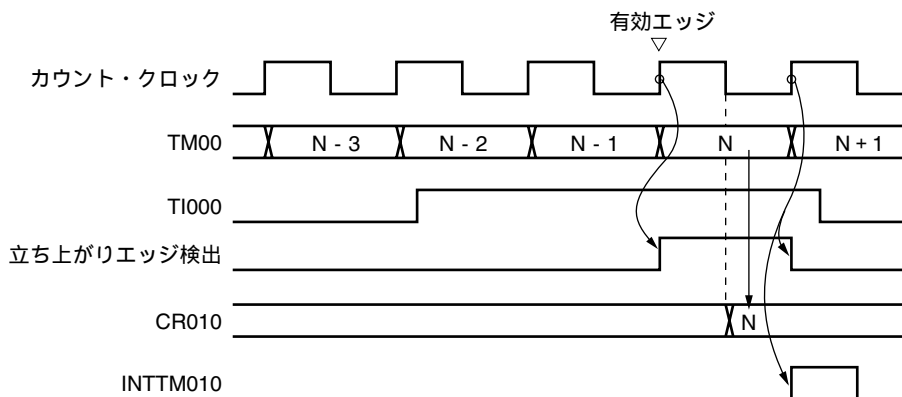 有効エッジ
カウント・クロック
TM00 N - 3 N - 2 N - 1 N N + 1
TI000
立ち上がりエッジ検出
CR010 N
INTTM010